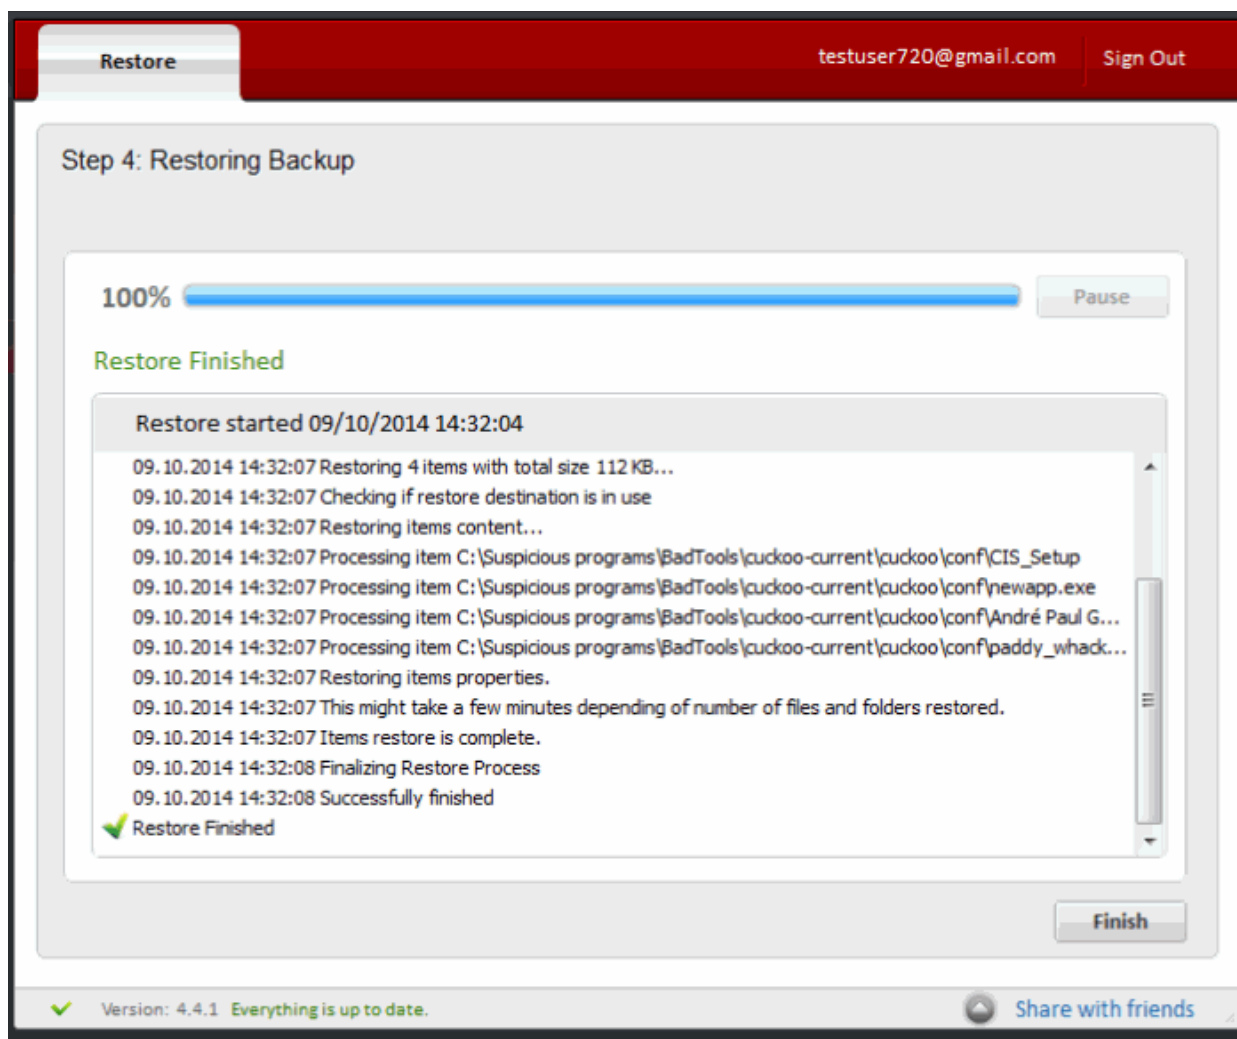 Restore
testuser720@gmail.com
Sign Out
Step 4: Restoring Backup
100%
Pause
Restore Finished
Restore started 09/10/2014 14:32:04
09.10.2014 14:32:07 Restoring 4 items with total size 112 KB...
09.10.2014 14:32:07 Checking if restore destination is in use
09.10.2014 14:32:07 Restoring items content...
09.10.2014 14:32:07 Processing item C:\Suspicious programs\BadTools\cuckoo-current\cuckoo\conf\CIS_Setup
09.10.2014 14:32:07 Processing item C:\Suspicious programs\BadTools\cuckoo-current\cuckoo\conf\newapp.exe
09.10.2014 14:32:07 Processing item C:\Suspicious programs\BadTools\cuckoo-current\cuckoo\conf\André Paul G...
09.10.2014 14:32:07 Processing item C:\Suspicious programs\BadTools\cuckoo-current\cuckoo\conf\paddy_whack...
09.10.2014 14:32:07 Restoring items properties.
09.10.2014 14:32:07 This might take a few minutes depending of number of files and folders restored.
09.10.2014 14:32:07 Items restore is complete.
09.10.2014 14:32:08 Finalizing Restore Process
09.10.2014 14:32:08 Successfully finished
Restore Finished
Finish
Version: 4.4.1 Everything is up to date.
Share with friends